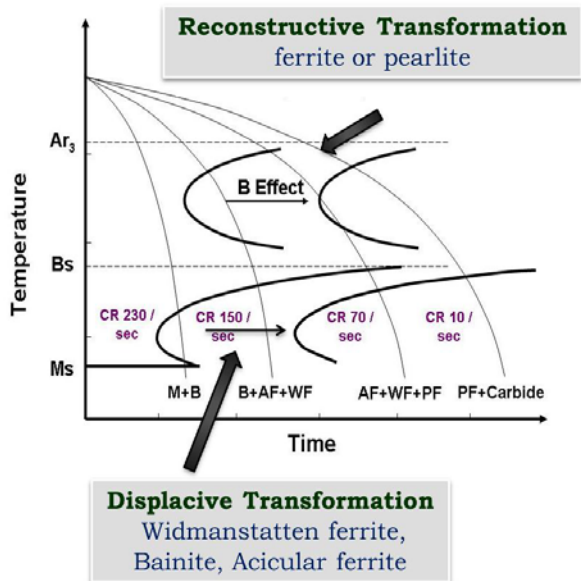 Reconstructive Transformation
ferrite or pearlite
Ar3
B Effect
Temperature
Bs
CR 230 /
sec
CR 150/
sec
CR 70 /
sec
CR 10 /
sec
Ms
M+B
B+AF+WF
AF+WF+PF
PF+Carbide
Time
Displacive Transformation
Widmanstatten ferrite,
Bainite, Acicular ferrite